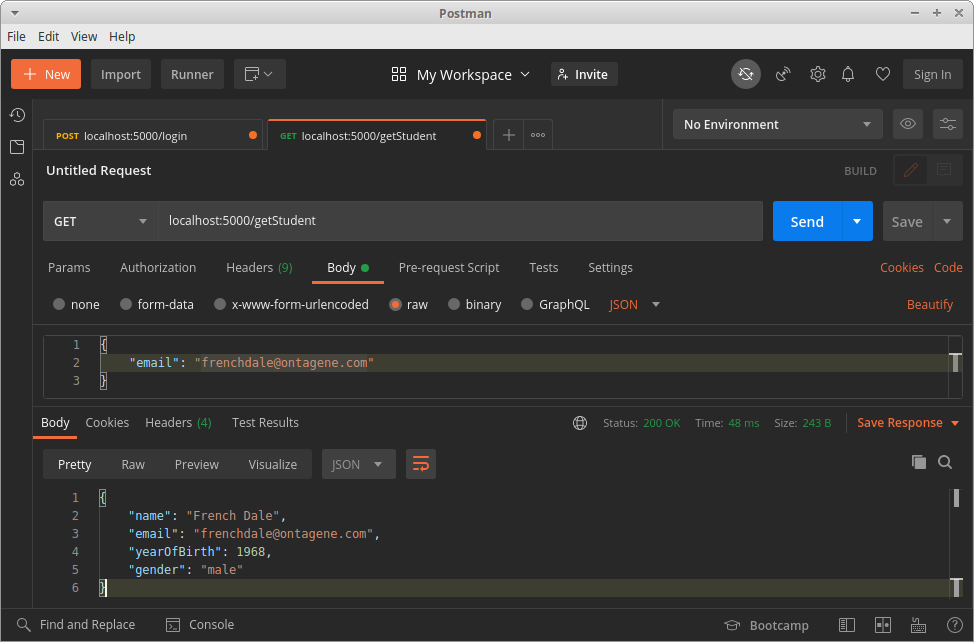 Postman
File Edit View Help
+ New Import Runner My Workspace Invite Sign In
POST localhost:5000/login GET localhost:5000/getStudent + ooo No Environment
Untitled Request BUILD
GET localhost:5000/getStudent Send Save
Params Authorization Headers (9) Body Pre-request Script Tests Settings Cookies Code
none form-data x-www-form-urlencoded raw binary GraphQL JSON Beautify
1 {
2 "email": "frenchdale@ontagene.com"
3 }
Body Cookies Headers (4) Test Results Status: 200 OK Time: 48 ms Size: 243 B Save Response
Pretty Raw Preview Visualize JSON
1 {
2 "name": "French Dale",
3 "email": "frenchdale@ontagene.com",
4 "yearOfBirth": 1968,
5 "gender": "male"
6 }
Find and Replace Console Bootcamp ?